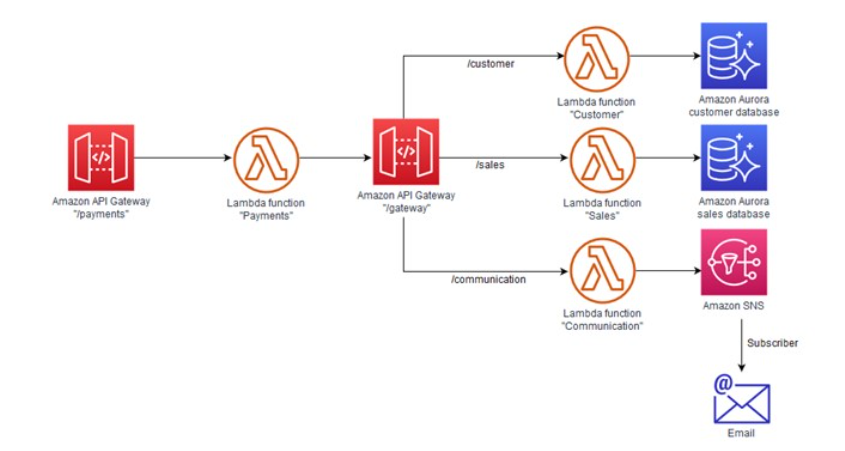 Amazon API Gateway
"/payments"
Lambda function
"Payments"
Amazon API Gateway
"/gateway"
/customer
Lambda function
"Customer"
Amazon Aurora
customer database
/sales
Lambda function
"Sales"
Amazon Aurora
sales database
/communication
Lambda function
"Communication"
Amazon SNS
Subscriber
@
Email